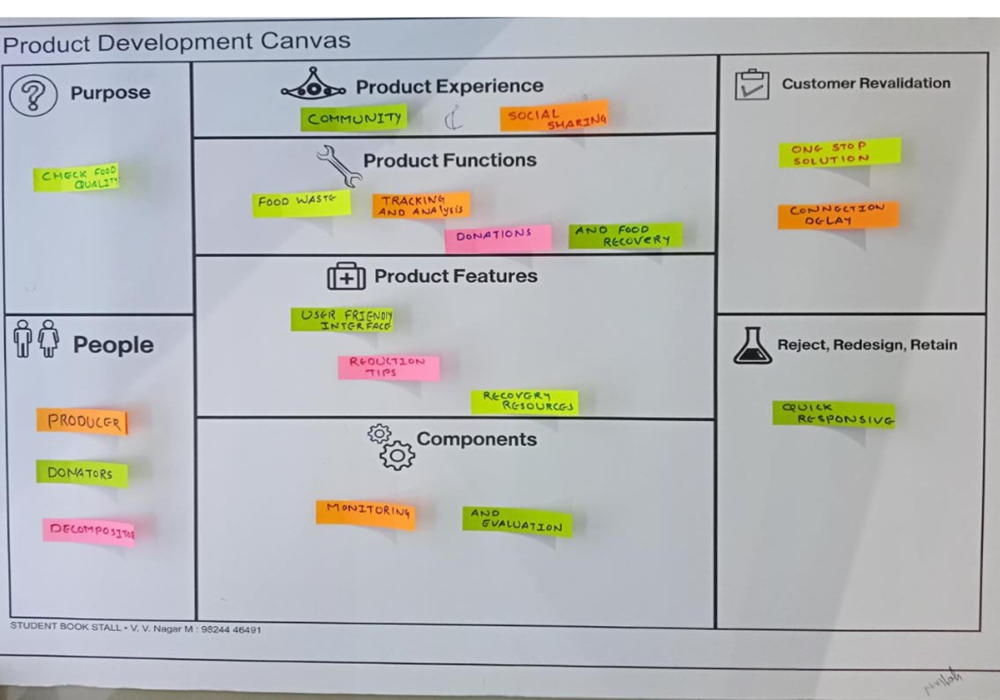 Product Development Canvas
Purpose
CHECK FOOD
QUALITY
People
PRODUCER
DONATORS
DECOMPOSITOR
Product Experience
COMMUNITY
SOCIAL
SHARING
Product Functions
FOOD WASTE
TRACKING
AND ANALYSIS
DONATIONS
AND FOOD
RECOVERY
Product Features
USER FRIENDLY
INTERFACE
REDUCTION
TIPS
RECOVERY
RESOURCES
Components
MONITORING
AND
EVALUATION
Customer Revalidation
ONE STOP
SOLUTION
CONNECTION
DELAY
Reject, Redesign, Retain
QUICK
RESPONSIVE
STUDENT BOOK STALL • V. V. Nagar M : 98244 46491